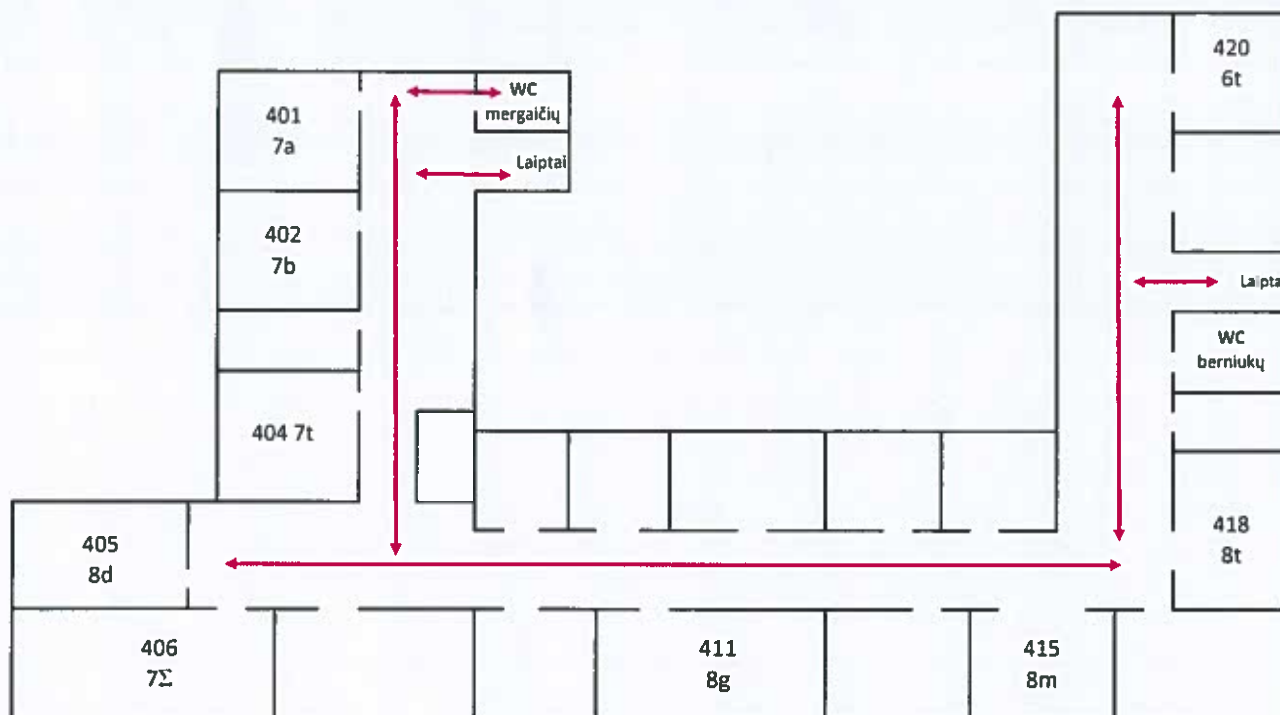 401
7a
WC
mergaičių
Laiptai
402
7b
404 7t
405
8d
406
7Σ
411
8g
415
8m
420
6t
Laipta
WC
berniukų
418
8t